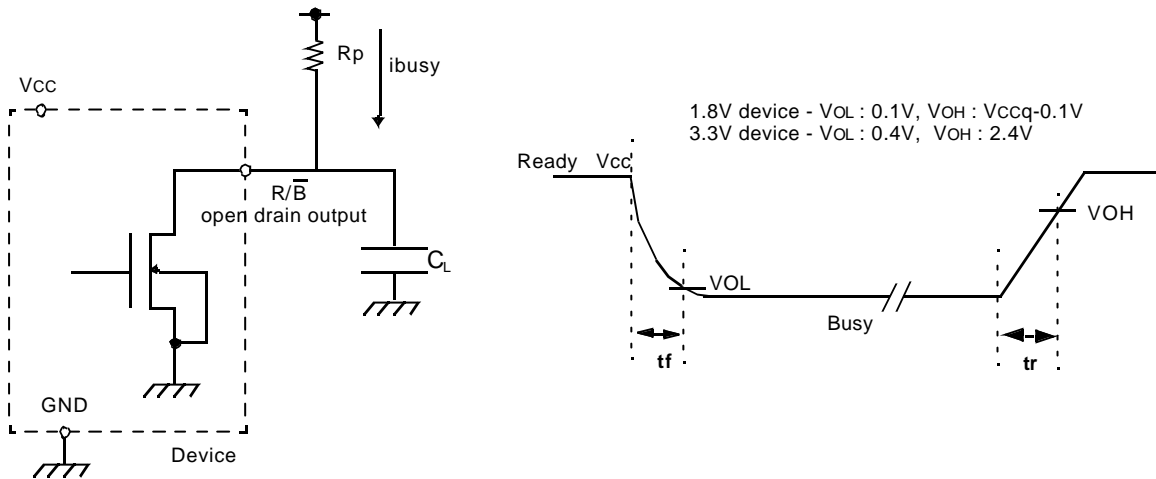 Rp
ibusy
VCC
R/B̅
open drain output
CL
GND
Device
1.8V device - VOL : 0.1V, VOH : VCCq-0.1V
3.3V device - VOL : 0.4V, VOH : 2.4V
Ready Vcc
VOH
VOL
Busy
tf
tr